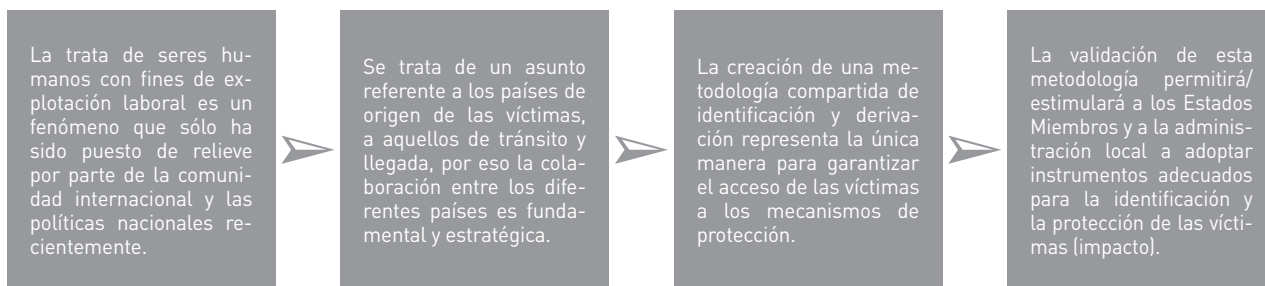 La trata de seres hu-
manos con fines de ex-
plotación laboral es un
fenómeno que sólo ha
sido puesto de relieve
por parte de la comuni-
dad internacional y las
políticas nacionales re-
cientemente.
Se trata de un asunto
referente a los países de
origen de las víctimas,
a aquellos de tránsito y
llegada, por eso la cola-
boración entre los dife-
rentes países es funda-
mental y estratégica.
La creación de una me-
todología compartida de
identificación y deriva-
ción representa la única
manera para garantizar
el acceso de las víctimas
a los mecanismos de
protección.
La validación de esta
metodología permitirá/
estimulará a los Estados
Miembros y a la adminis-
tración local a adoptar
instrumentos adecuados
para la identificación y
la protección de las vícti-
mas (impacto).